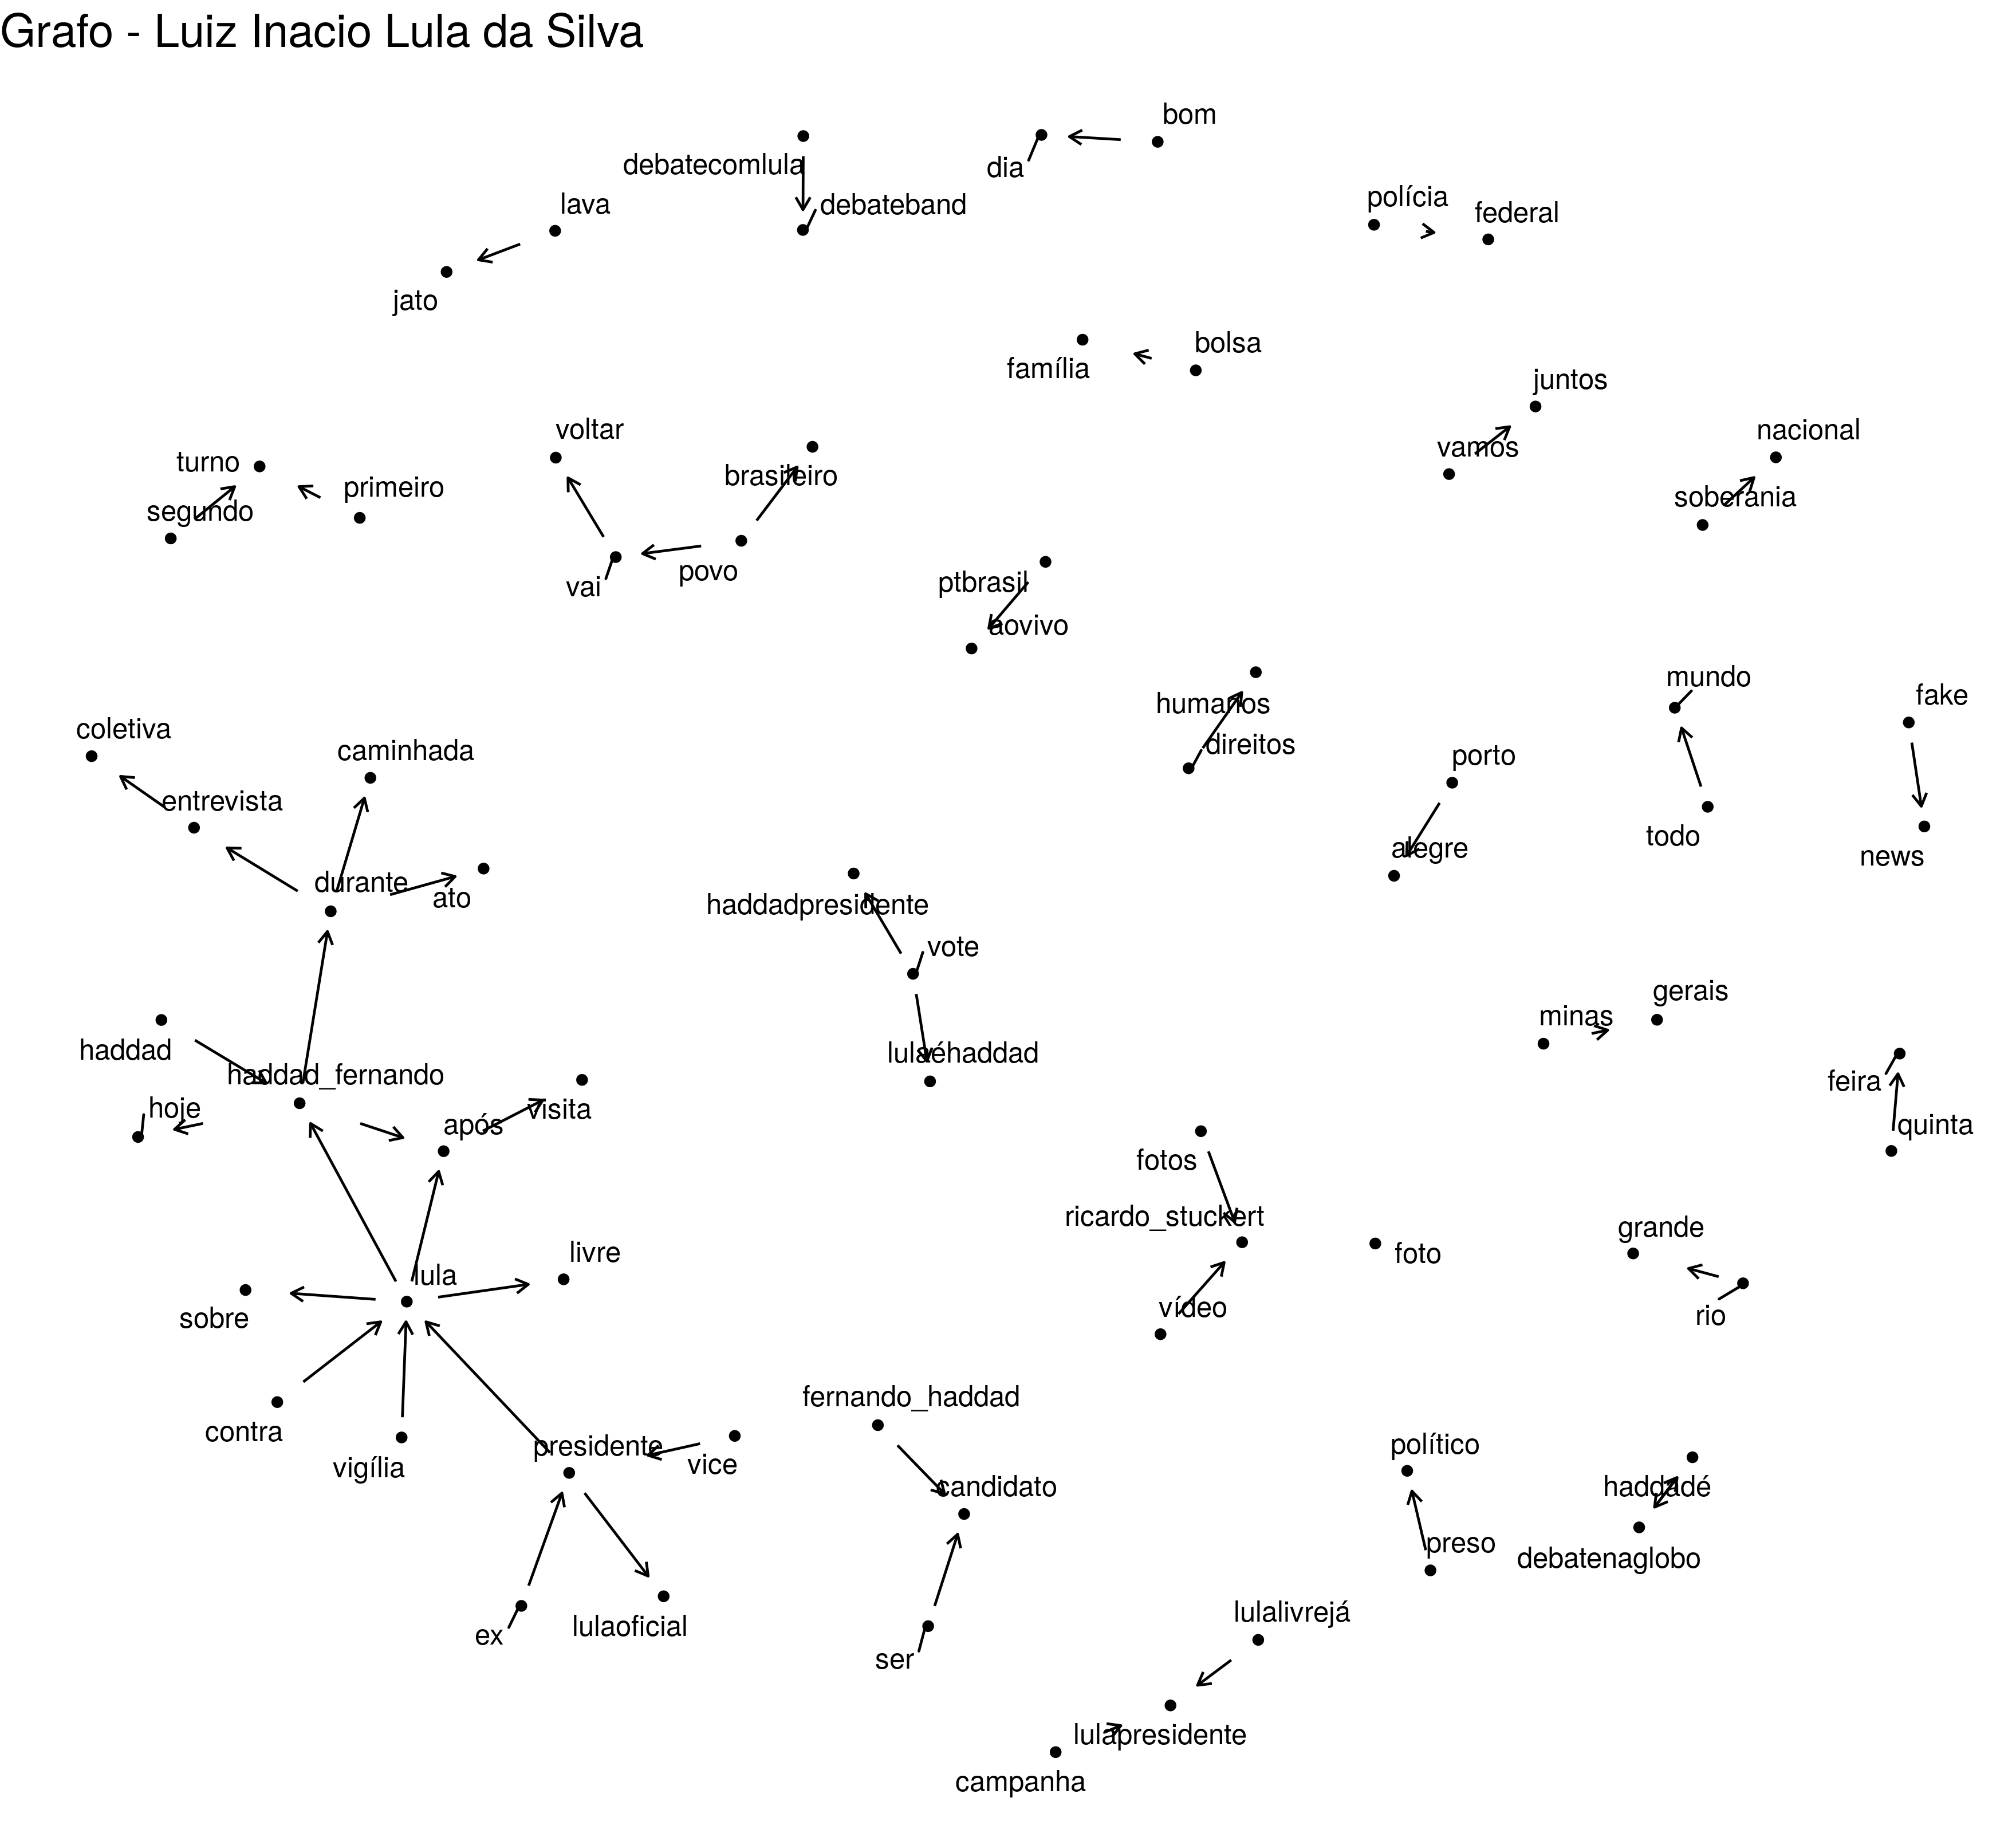 Grafo - Luiz Inacio Lula da Silva
bom
debatecomlula
dia
polícia
lava
debateband
federal
jato
bolsa
família
juntos
voltar
nacional
turno
brasileiro
vamos
primeiro
soberania
segundo
povo
vai
ptbrasil
aovivo
mundo
fake
humanos
coletiva
direitos
caminhada
porto
entrevista
todo
alegre
news
durante
ato
haddadpresidente
vote
gerais
minas
haddad
lulaéhaddad
haddad_fernando
feira
hoje
visita
após
quinta
fotos
ricardo_stuckert
grande
livre
foto
lula
vídeo
rio
sobre
fernando_haddad
contra
presidente
político
vigília
vice
candidato
haddadé
preso
debatenaglobo
lulalivrejá
lulaoficial
ex
ser
lulapresidente
campanha